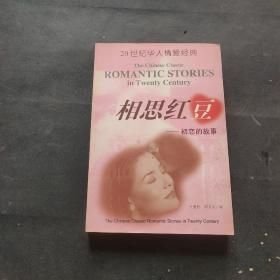 20世纪华人情爱经典
The Chinese Classic
ROMANTIC STORIES
in Twenty Century
相思红豆
——初恋的故事
The Chinese Classic Romantic Stories in Twenty Century